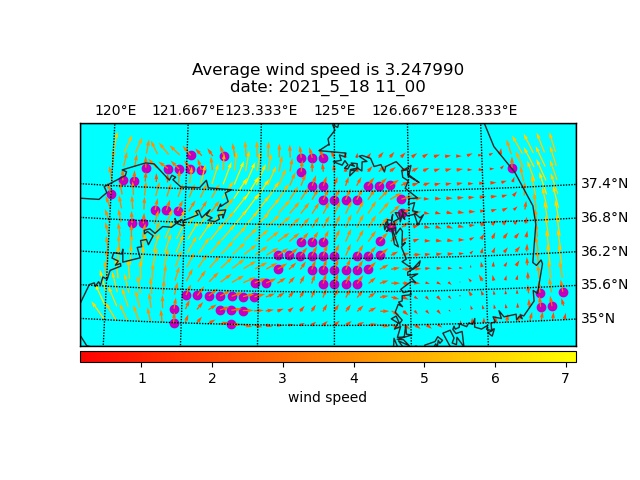 Average wind speed is 3.247990
date: 2021_5_18 11_00
120°E 121.667°E 123.333°E 125°E 126.667°E 128.333°E
37.4°N
36.8°N
36.2°N
35.6°N
35°N
1 2 3 4 5 6 7
wind speed